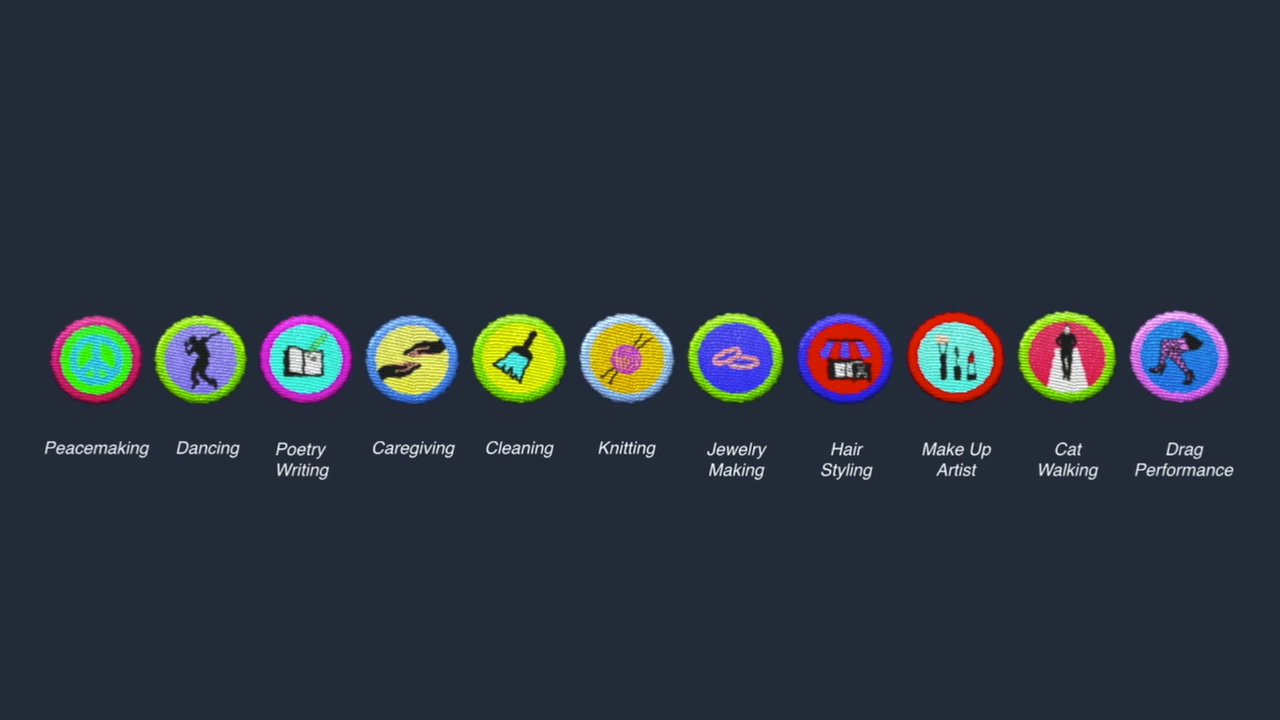 Peacemaking
Dancing
Poetry
Writing
Caregiving
Cleaning
Knitting
Jewelry
Making
Hair
Styling
Make Up
Artist
Cat
Walking
Drag
Performance